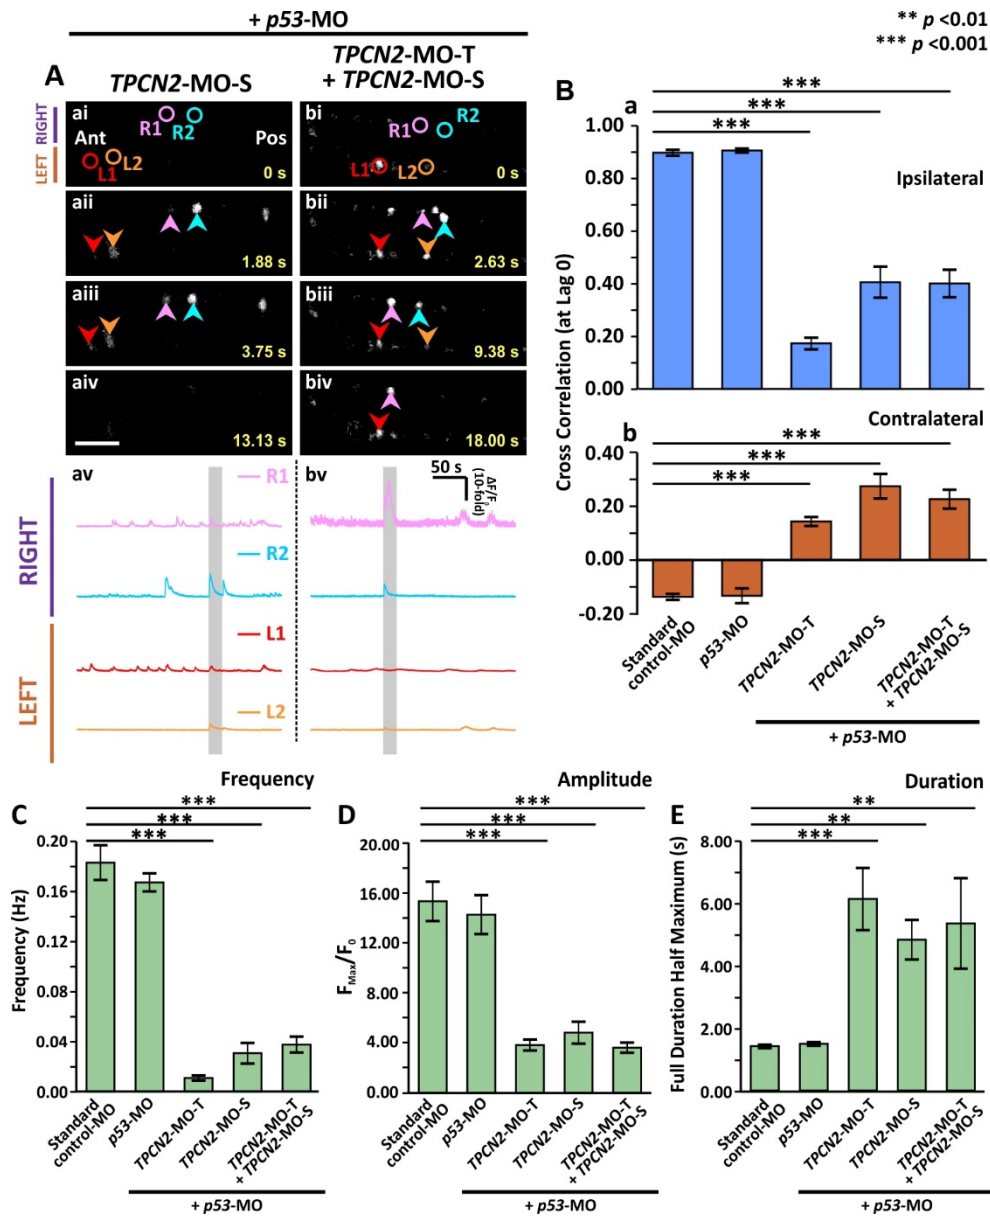 + p53-MO
** p <0.01
*** p <0.001
A
TPCN2-MO-S
TPCN2-MO-T
+ TPCN2-MO-S
RIGHT
LEFT
ai
Ant
R1
R2
Pos
L1
L2
0 s
bi
R1
R2
L1
L2
0 s
aii
1.88 s
bii
2.63 s
aiii
3.75 s
biii
9.38 s
aiv
13.13 s
biv
18.00 s
av
R1
R2
L1
L2
bv
50 s
ΔF/F0
(10-fold)
RIGHT
LEFT
B
a
***
***
***
Ipsilateral
1.00
0.80
0.60
0.40
0.20
0.00
Cross Correlation (at Lag 0)
b
Contralateral
***
***
***
0.40
0.20
0.00
-0.20
Standard
control-MO
p53-MO
TPCN2-MO-T
TPCN2-MO-S
TPCN2-MO-T
+ TPCN2-MO-S
+ p53-MO
C
Frequency
***
***
***
Frequency (Hz)
0.20
0.16
0.12
0.08
0.04
0.00
Standard
control-MO
p53-MO
TPCN2-MO-T
TPCN2-MO-S
TPCN2-MO-T
+ TPCN2-MO-S
+ p53-MO
D
Amplitude
***
***
***
FMax/F0
20.00
16.00
12.00
8.00
4.00
0.00
Standard
control-MO
p53-MO
TPCN2-MO-T
TPCN2-MO-S
TPCN2-MO-T
+ TPCN2-MO-S
+ p53-MO
E
Duration
**
**
***
Full Duration Half Maximum (s)
8.00
6.00
4.00
2.00
0.00
Standard
control-MO
p53-MO
TPCN2-MO-T
TPCN2-MO-S
TPCN2-MO-T
+ TPCN2-MO-S
+ p53-MO